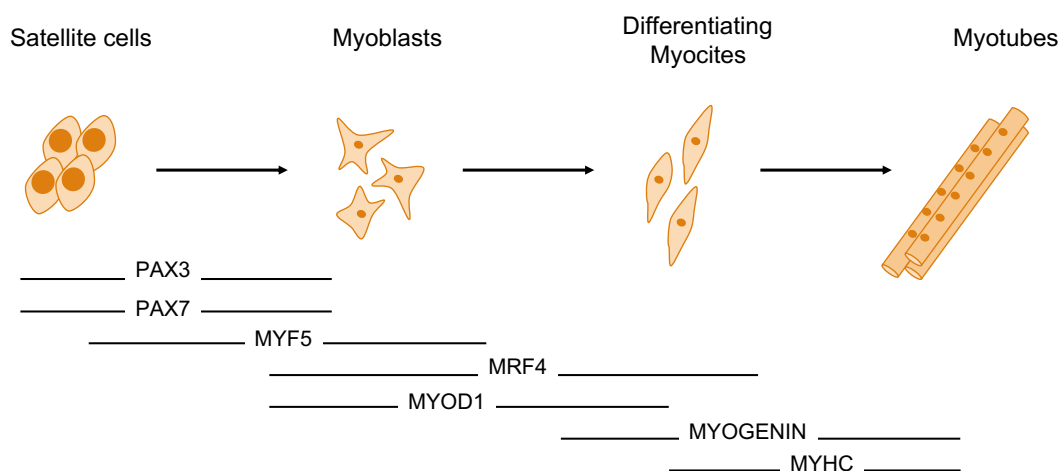 Satellite cells
Myoblasts
Differentiating
Myocites
Myotubes
PAX3
PAX7
MYF5
MRF4
MYOD1
MYOGENIN
MYHC